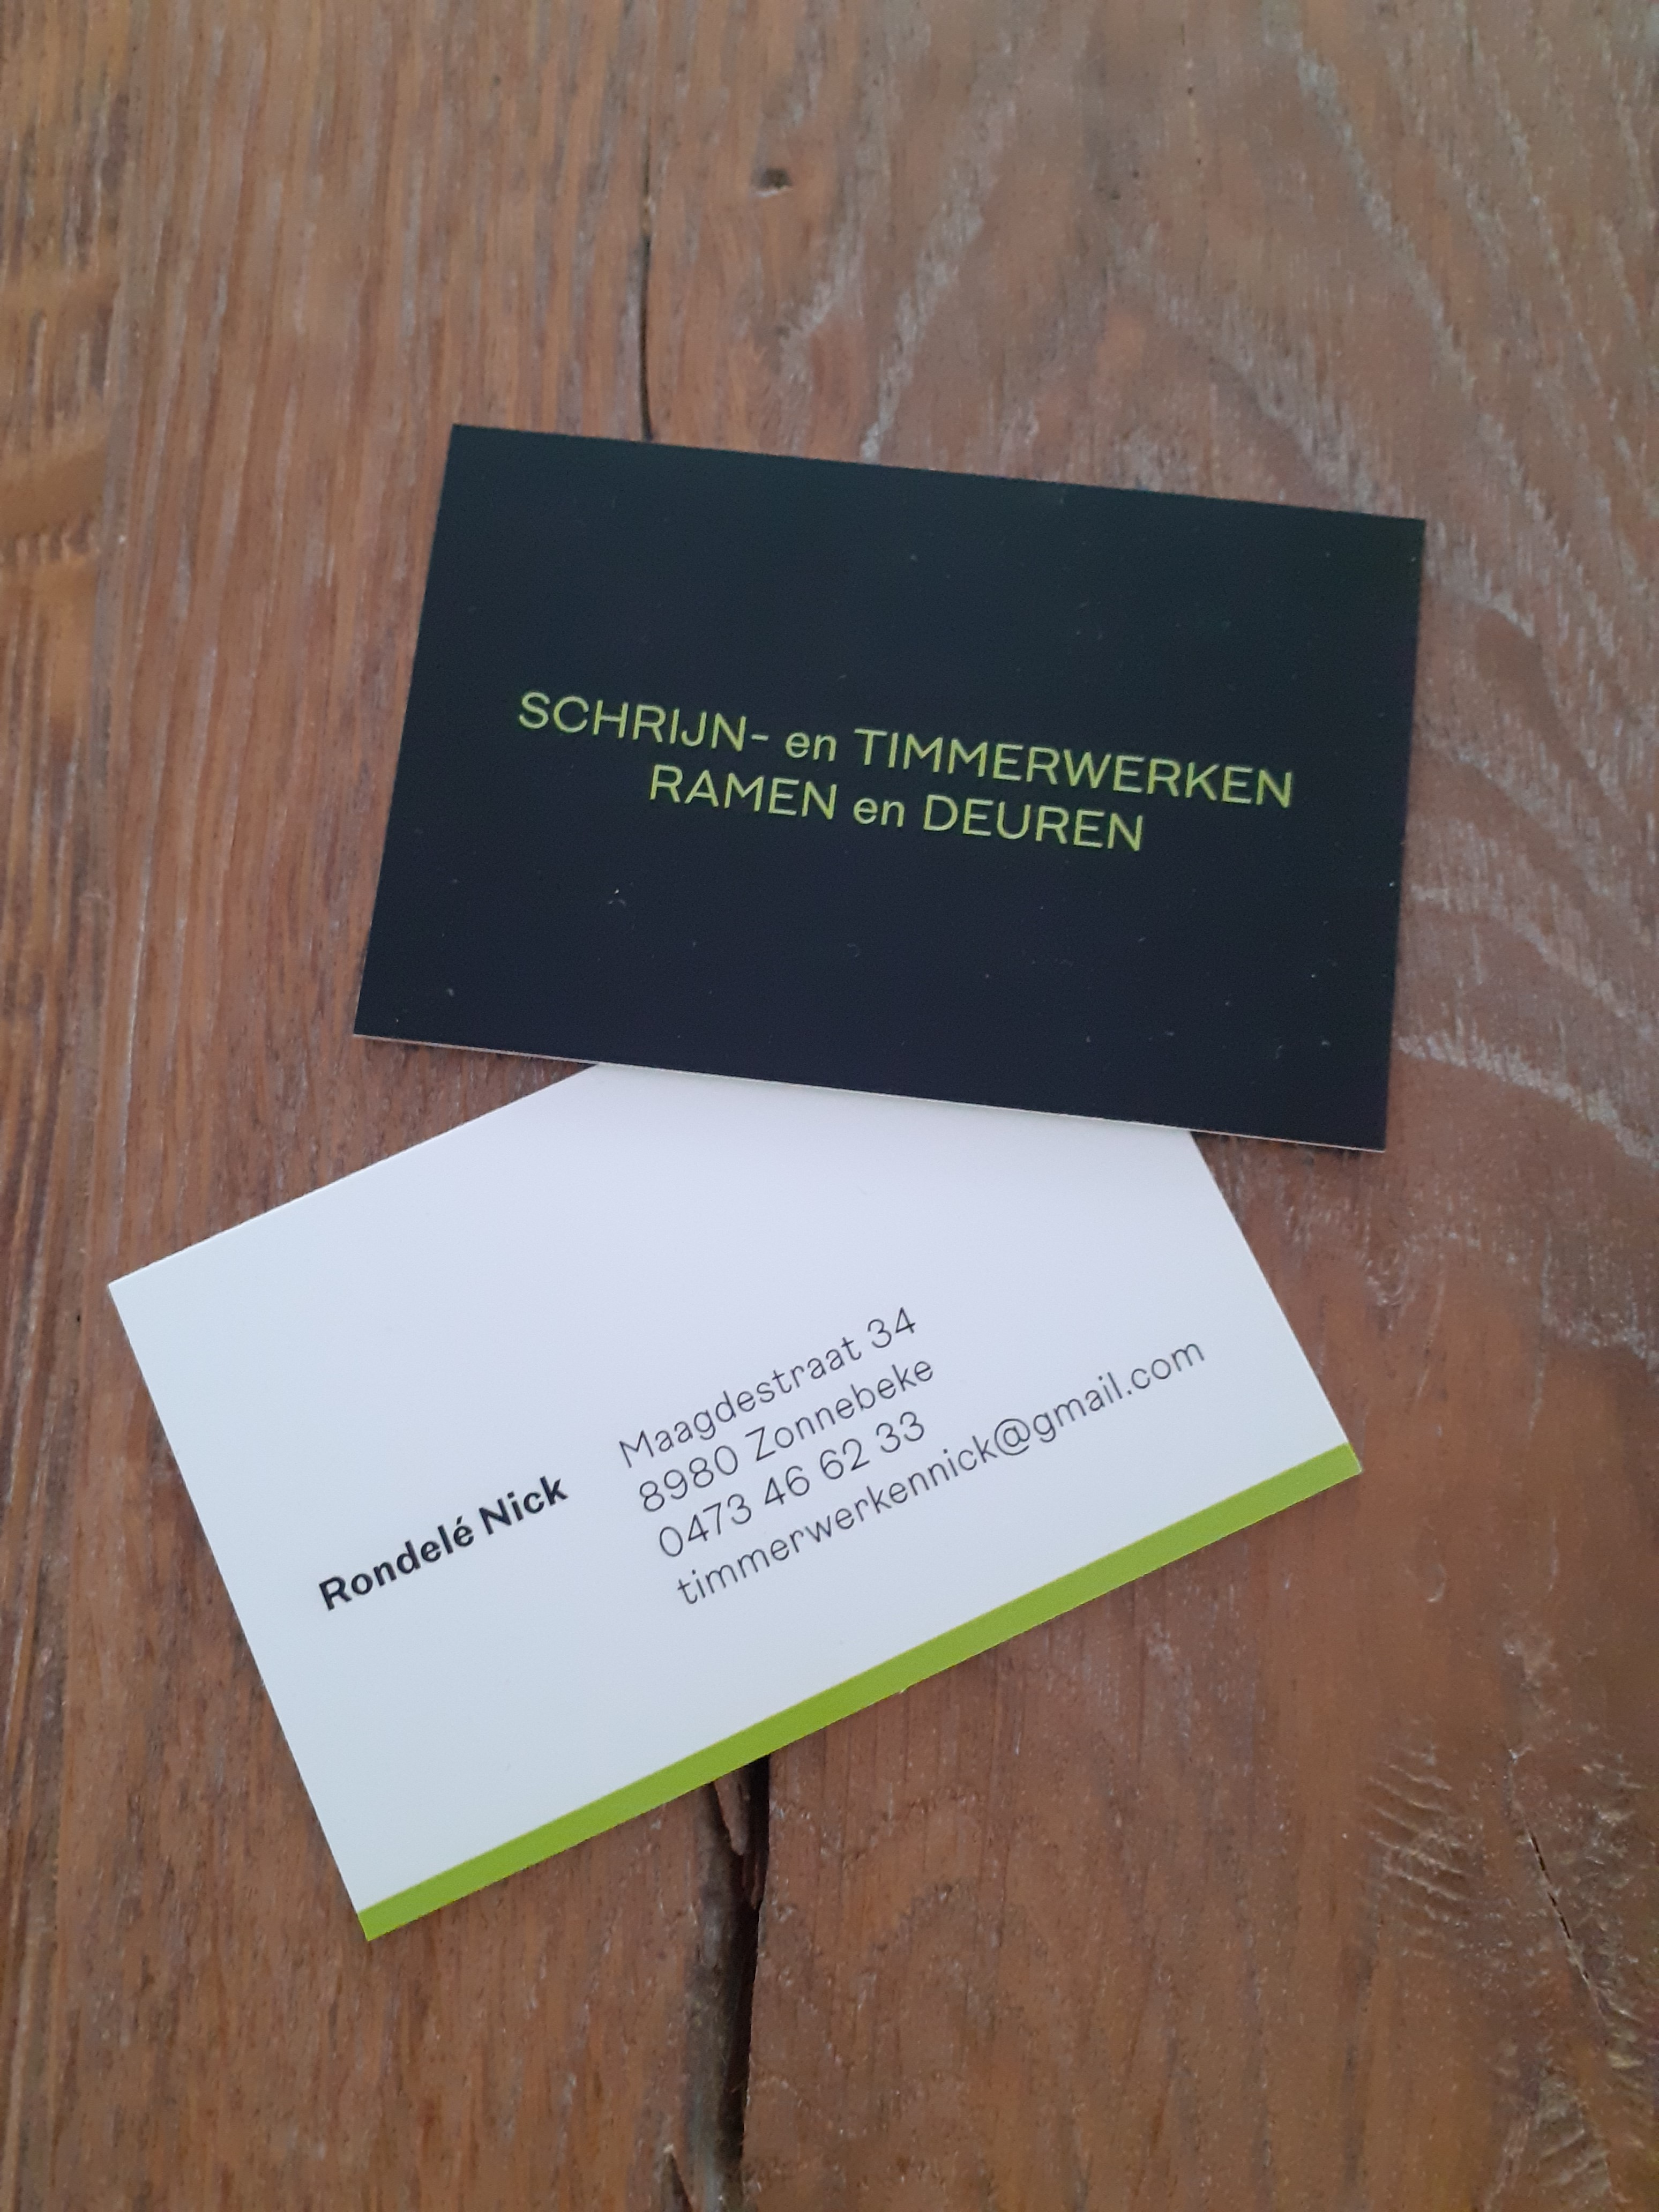 SCHRIJN- en TIMMERWERKEN
RAMEN en DEUREN
Rondelé Nick
Maagdestraat 34
8980 Zonnebeke
0473 46 62 33
timmerwerkennick@gmail.com